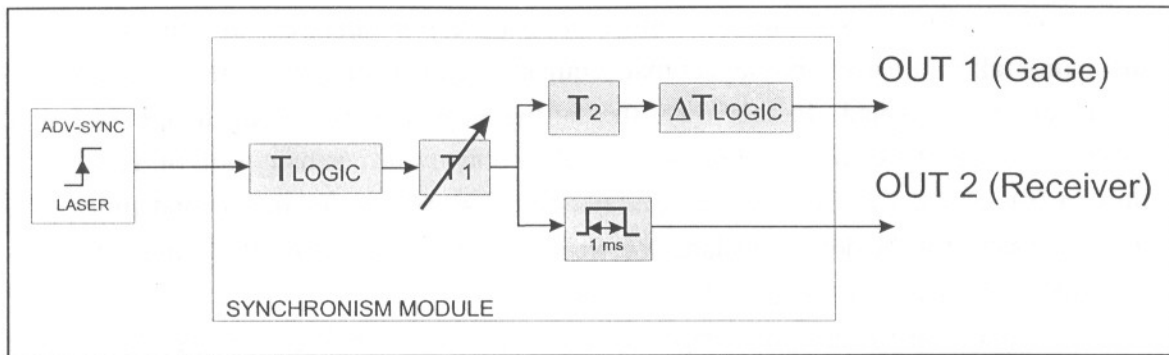 OUT 1 (GaGe)
ADV-SYNC
LASER
TLOGIC
T1
T2
ΔTLOGIC
OUT 2 (Receiver)
1 ms
SYNCHRONISM MODULE